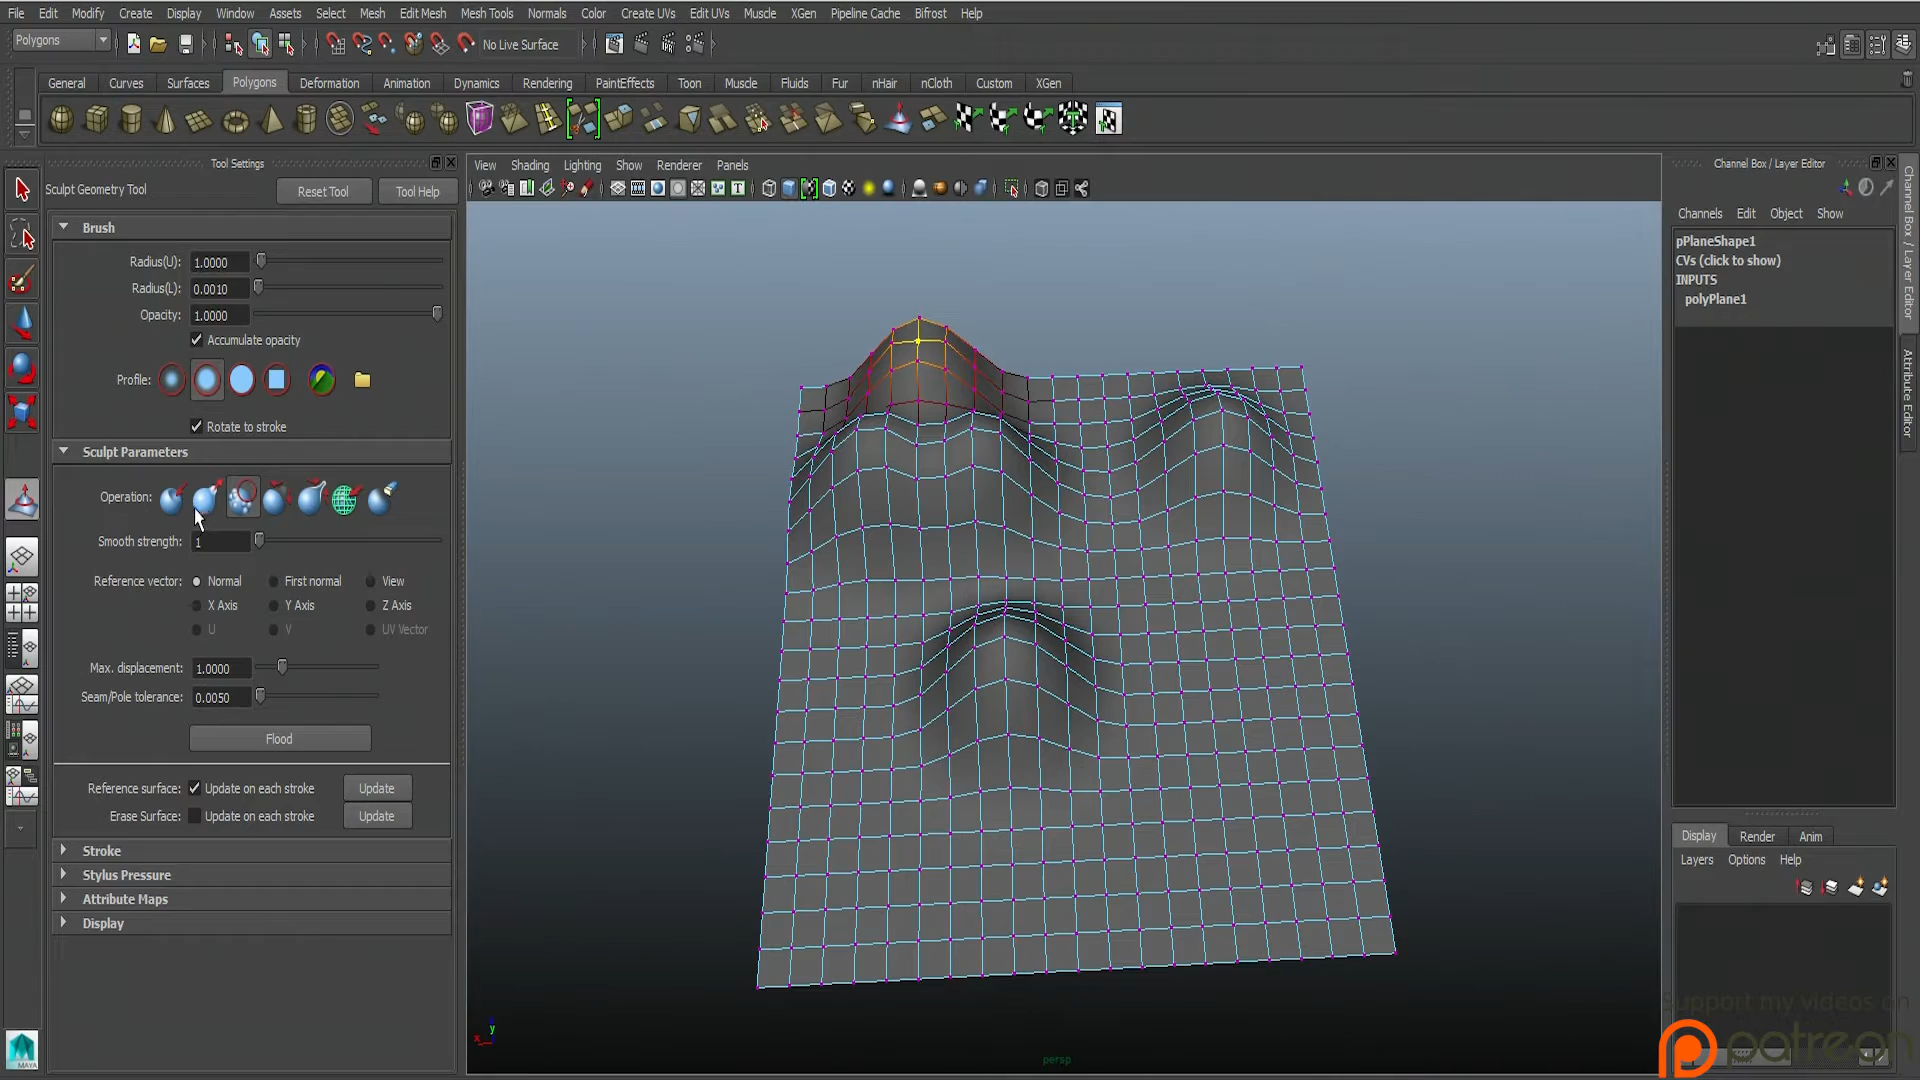 File Edit Modify Create Display Window Assets Select Mesh Edit Mesh Mesh Tools Normals Color Create UVs Edit UVs Muscle XGen Pipeline Cache Bifrost Help
Polygons No Live Surface
General Curves Surfaces Polygons Deformation Animation Dynamics Rendering PaintEffects Toon Muscle Fluids Fur nHair nCloth Custom XGen
Tool Settings
Sculpt Geometry Tool Reset Tool Tool Help
Brush
Radius(U): 1.0000
Radius(L): 0.0010
Opacity: 1.0000
Accumulate opacity
Profile:
Rotate to stroke
Sculpt Parameters
Operation:
Smooth strength: 1
Reference vector: Normal First normal View
X Axis Y Axis Z Axis
U V UV Vector
Max. displacement: 1.0000
Seam/Pole tolerance: 0.0050
Flood
Reference surface: Update on each stroke Update
Erase Surface: Update on each stroke Update
Stroke
Stylus Pressure
Attribute Maps
Display
MAYA
View Shading Lighting Show Renderer Panels
y
x
persp
Channel Box / Layer Editor
Channels Edit Object Show
pPlaneShape1
CVs (click to show)
INPUTS
polyPlane1
Display Render Anim
Layers Options Help
Channel Box / Layer Editor
Attribute Editor
Support my videos on
patreon